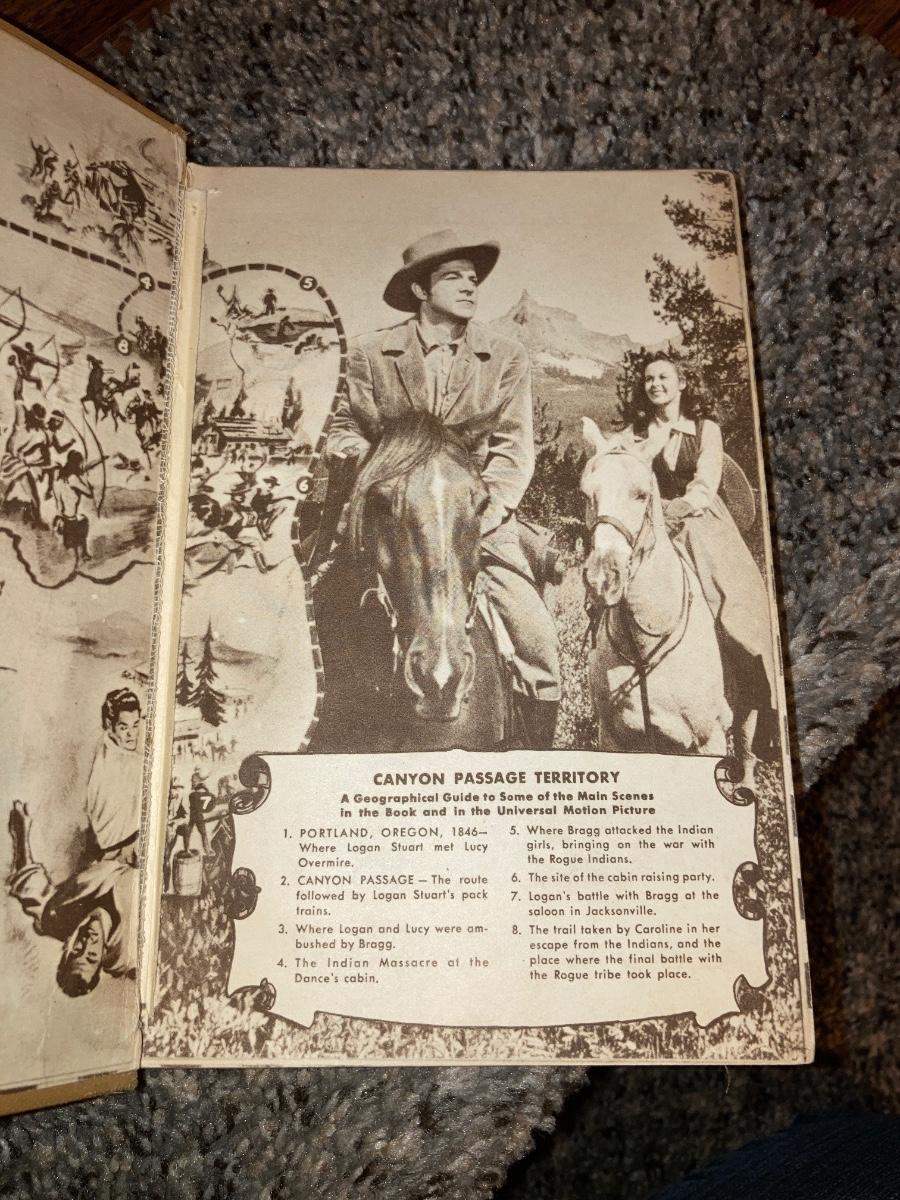 4
8
5
6
7
CANYON PASSAGE TERRITORY
A Geographical Guide to Some of the Main Scenes
in the Book and in the Universal Motion Picture
1. PORTLAND, OREGON, 1846—
Where Logan Stuart met Lucy
Overmire.
2. CANYON PASSAGE — The route
followed by Logan Stuart's pack
trains.
3. Where Logan and Lucy were am-
bushed by Bragg.
4. The Indian Massacre at the
Dance's cabin.
5. Where Bragg attacked the Indian
girls, bringing on the war with
the Rogue Indians.
6. The site of the cabin raising party.
7. Logan's battle with Bragg at the
saloon in Jacksonville.
8. The trail taken by Caroline in her
escape from the Indians, and the
place where the final battle with
the Rogue tribe took place.